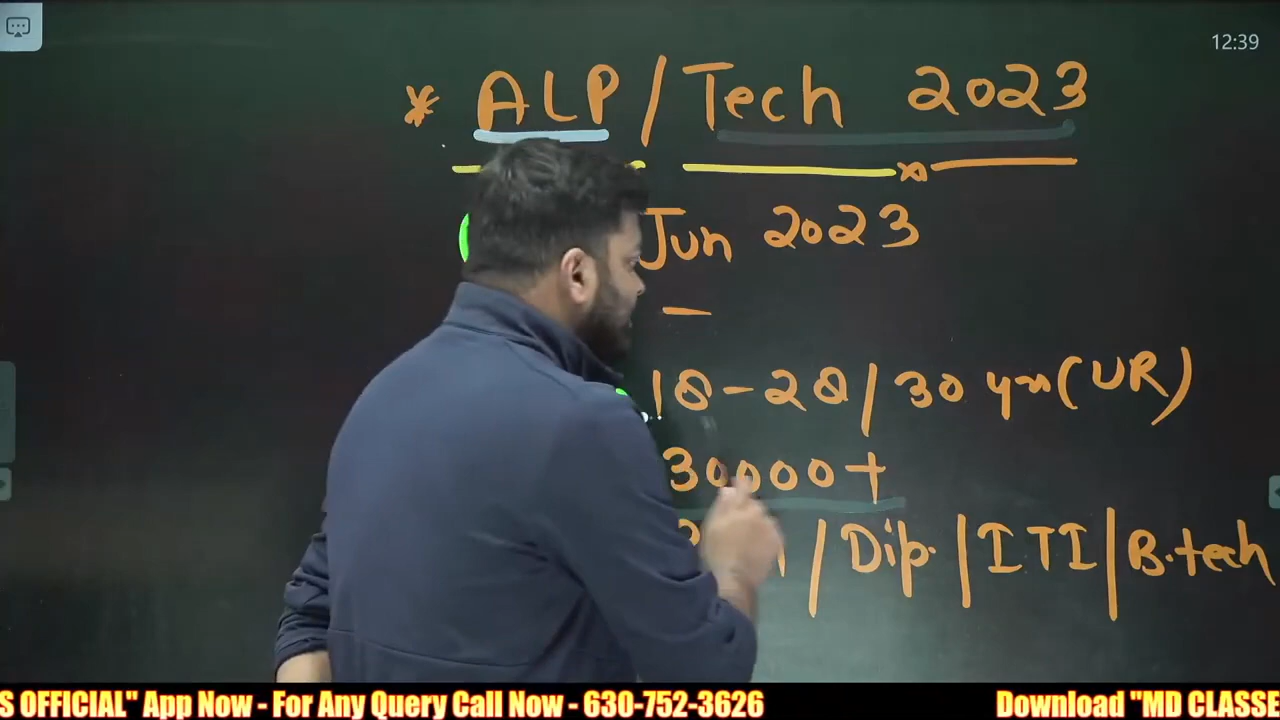 12:39
* ALP / Tech 2023
Jun 2023
18-28 / 30 yrs (UR)
30000 +
/ Dip. / ITI / B.tech
S OFFICIAL" App Now - For Any Query Call Now - 630-752-3626 Download "MD CLASSE